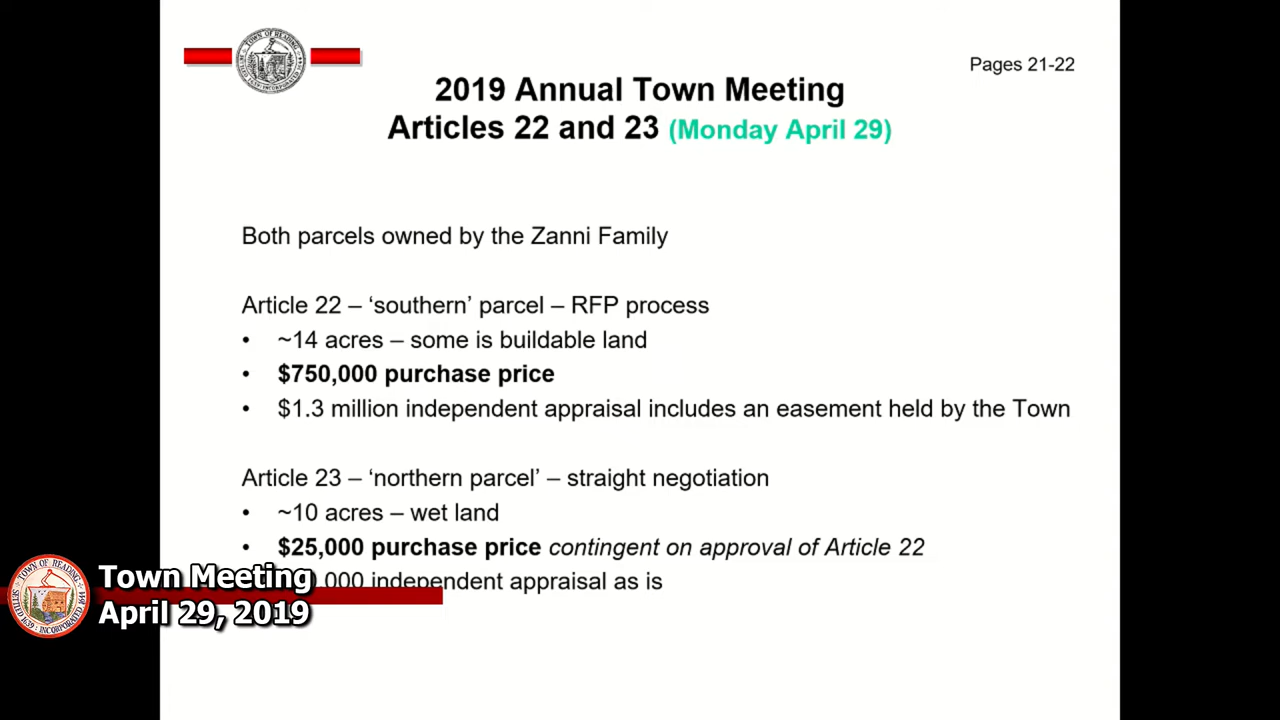 Pages 21-22
2019 Annual Town Meeting
Articles 22 and 23 (Monday April 29)
Both parcels owned by the Zanni Family
Article 22 – ‘southern’ parcel – RFP process
• ~14 acres – some is buildable land
• $750,000 purchase price
• $1.3 million independent appraisal includes an easement held by the Town
Article 23 – ‘northern parcel’ – straight negotiation
• ~10 acres – wet land
• $25,000 purchase price contingent on approval of Article 22
independent appraisal as is
TOWN OF READING
Town Meeting
April 29, 2019